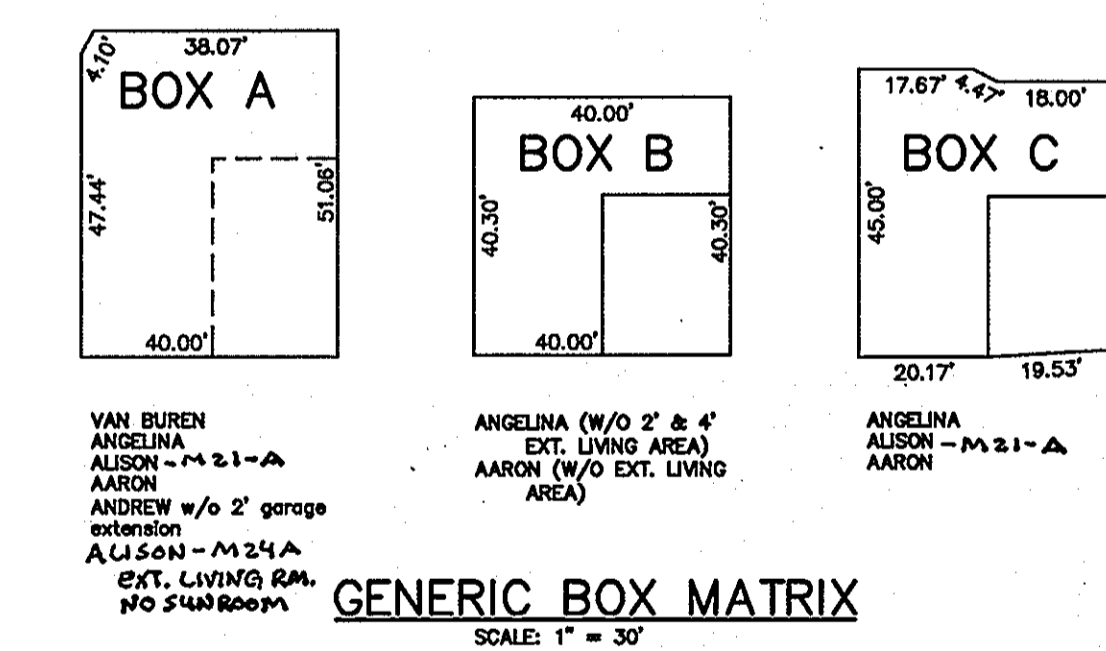 38.07'
4.10'
BOX A
47.44'
51.06'
40.00'
VAN BUREN
ANGELINA
ALISON - M21-A
AARON
ANDREW w/o 2' garage
extension
ALISON - M24A
EXT. LIVING RM.
NO SUNROOM
40.00'
BOX B
40.30'
40.30'
40.00'
ANGELINA (W/O 2' & 4'
EXT. LIVING AREA)
AARON (W/O EXT. LIVING
AREA)
17.67' 4.47' 18.00'
BOX C
45.00'
20.17'
19.53'
ANGELINA
ALISON - M21-A
AARON
GENERIC BOX MATRIX
SCALE: 1" = 30'